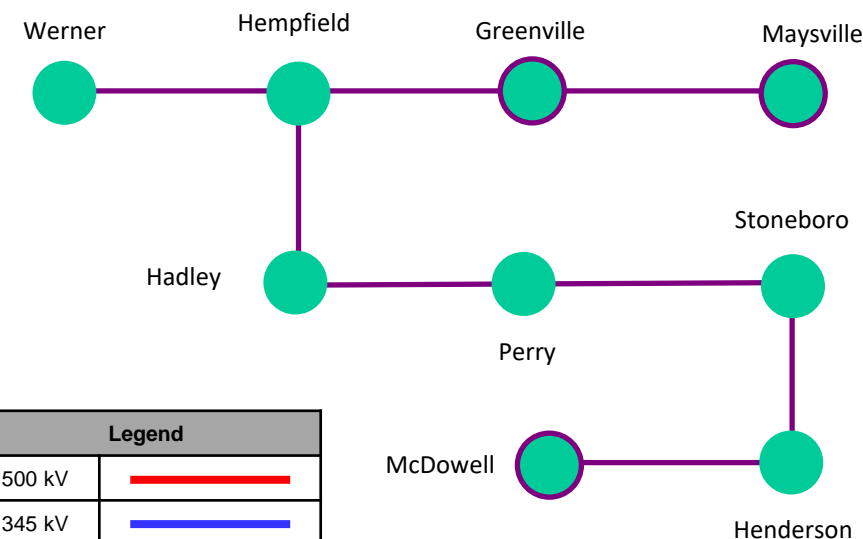 Werner
Hempfield
Greenville
Maysville
Stoneboro
Hadley
Perry
Legend
500 kV
345 kV
McDowell
Henderson